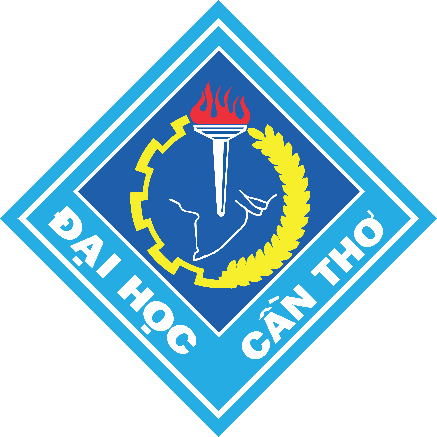 ĐẠI HỌC
CẦN THƠ